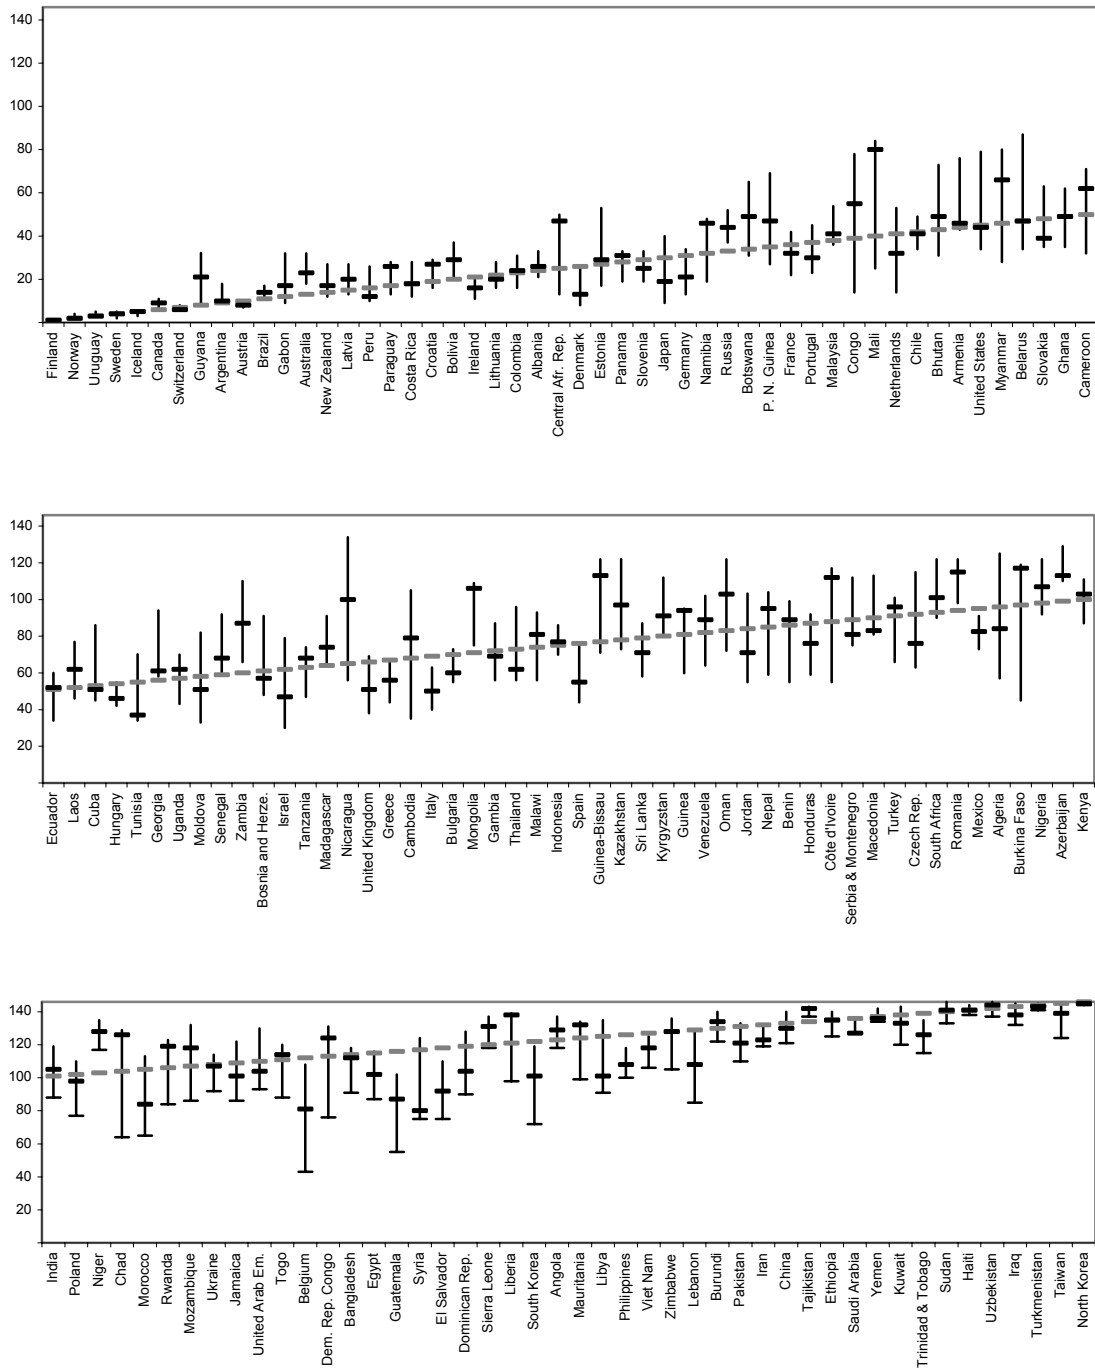 140
120
100
80
60
40
20
Finland
Norway
Uruguay
Sweden
Iceland
Canada
Switzerland
Guyana
Argentina
Austria
Brazil
Gabon
Australia
New Zealand
Latvia
Peru
Paraguay
Costa Rica
Croatia
Bolivia
Ireland
Lithuania
Colombia
Albania
Central Afr. Rep.
Denmark
Estonia
Panama
Slovenia
Japan
Germany
Namibia
Russia
Botswana
P. N. Guinea
France
Portugal
Malaysia
Congo
Mali
Netherlands
Chile
Bhutan
Armenia
United States
Myanmar
Belarus
Slovakia
Ghana
Cameroon
140
120
100
80
60
40
20
Ecuador
Laos
Cuba
Hungary
Tunisia
Georgia
Uganda
Moldova
Senegal
Zambia
Bosnia and Herze.
Israel
Tanzania
Madagascar
Nicaragua
United Kingdom
Greece
Cambodia
Italy
Bulgaria
Mongolia
Gambia
Thailand
Malawi
Indonesia
Spain
Guinea-Bissau
Kazakhstan
Sri Lanka
Kyrgyzstan
Guinea
Venezuela
Oman
Jordan
Nepal
Benin
Honduras
Côte d'Ivoire
Serbia & Montenegro
Macedonia
Turkey
Czech Rep.
South Africa
Romania
Mexico
Algeria
Burkina Faso
Nigeria
Azerbaijan
Kenya
140
120
100
80
60
40
20
India
Poland
Niger
Chad
Morocco
Rwanda
Mozambique
Ukraine
Jamaica
United Arab Em.
Togo
Belgium
Dem. Rep. Congo
Bangladesh
Egypt
Guatemala
Syria
El Salvador
Dominican Rep.
Sierra Leone
Liberia
South Korea
Angola
Mauritania
Libya
Philippines
Viet Nam
Zimbabwe
Lebanon
Burundi
Pakistan
Iran
China
Tajikistan
Ethiopia
Saudi Arabia
Yemen
Kuwait
Trinidad & Tobago
Sudan
Haiti
Uzbekistan
Iraq
Turkmenistan
Taiwan
North Korea